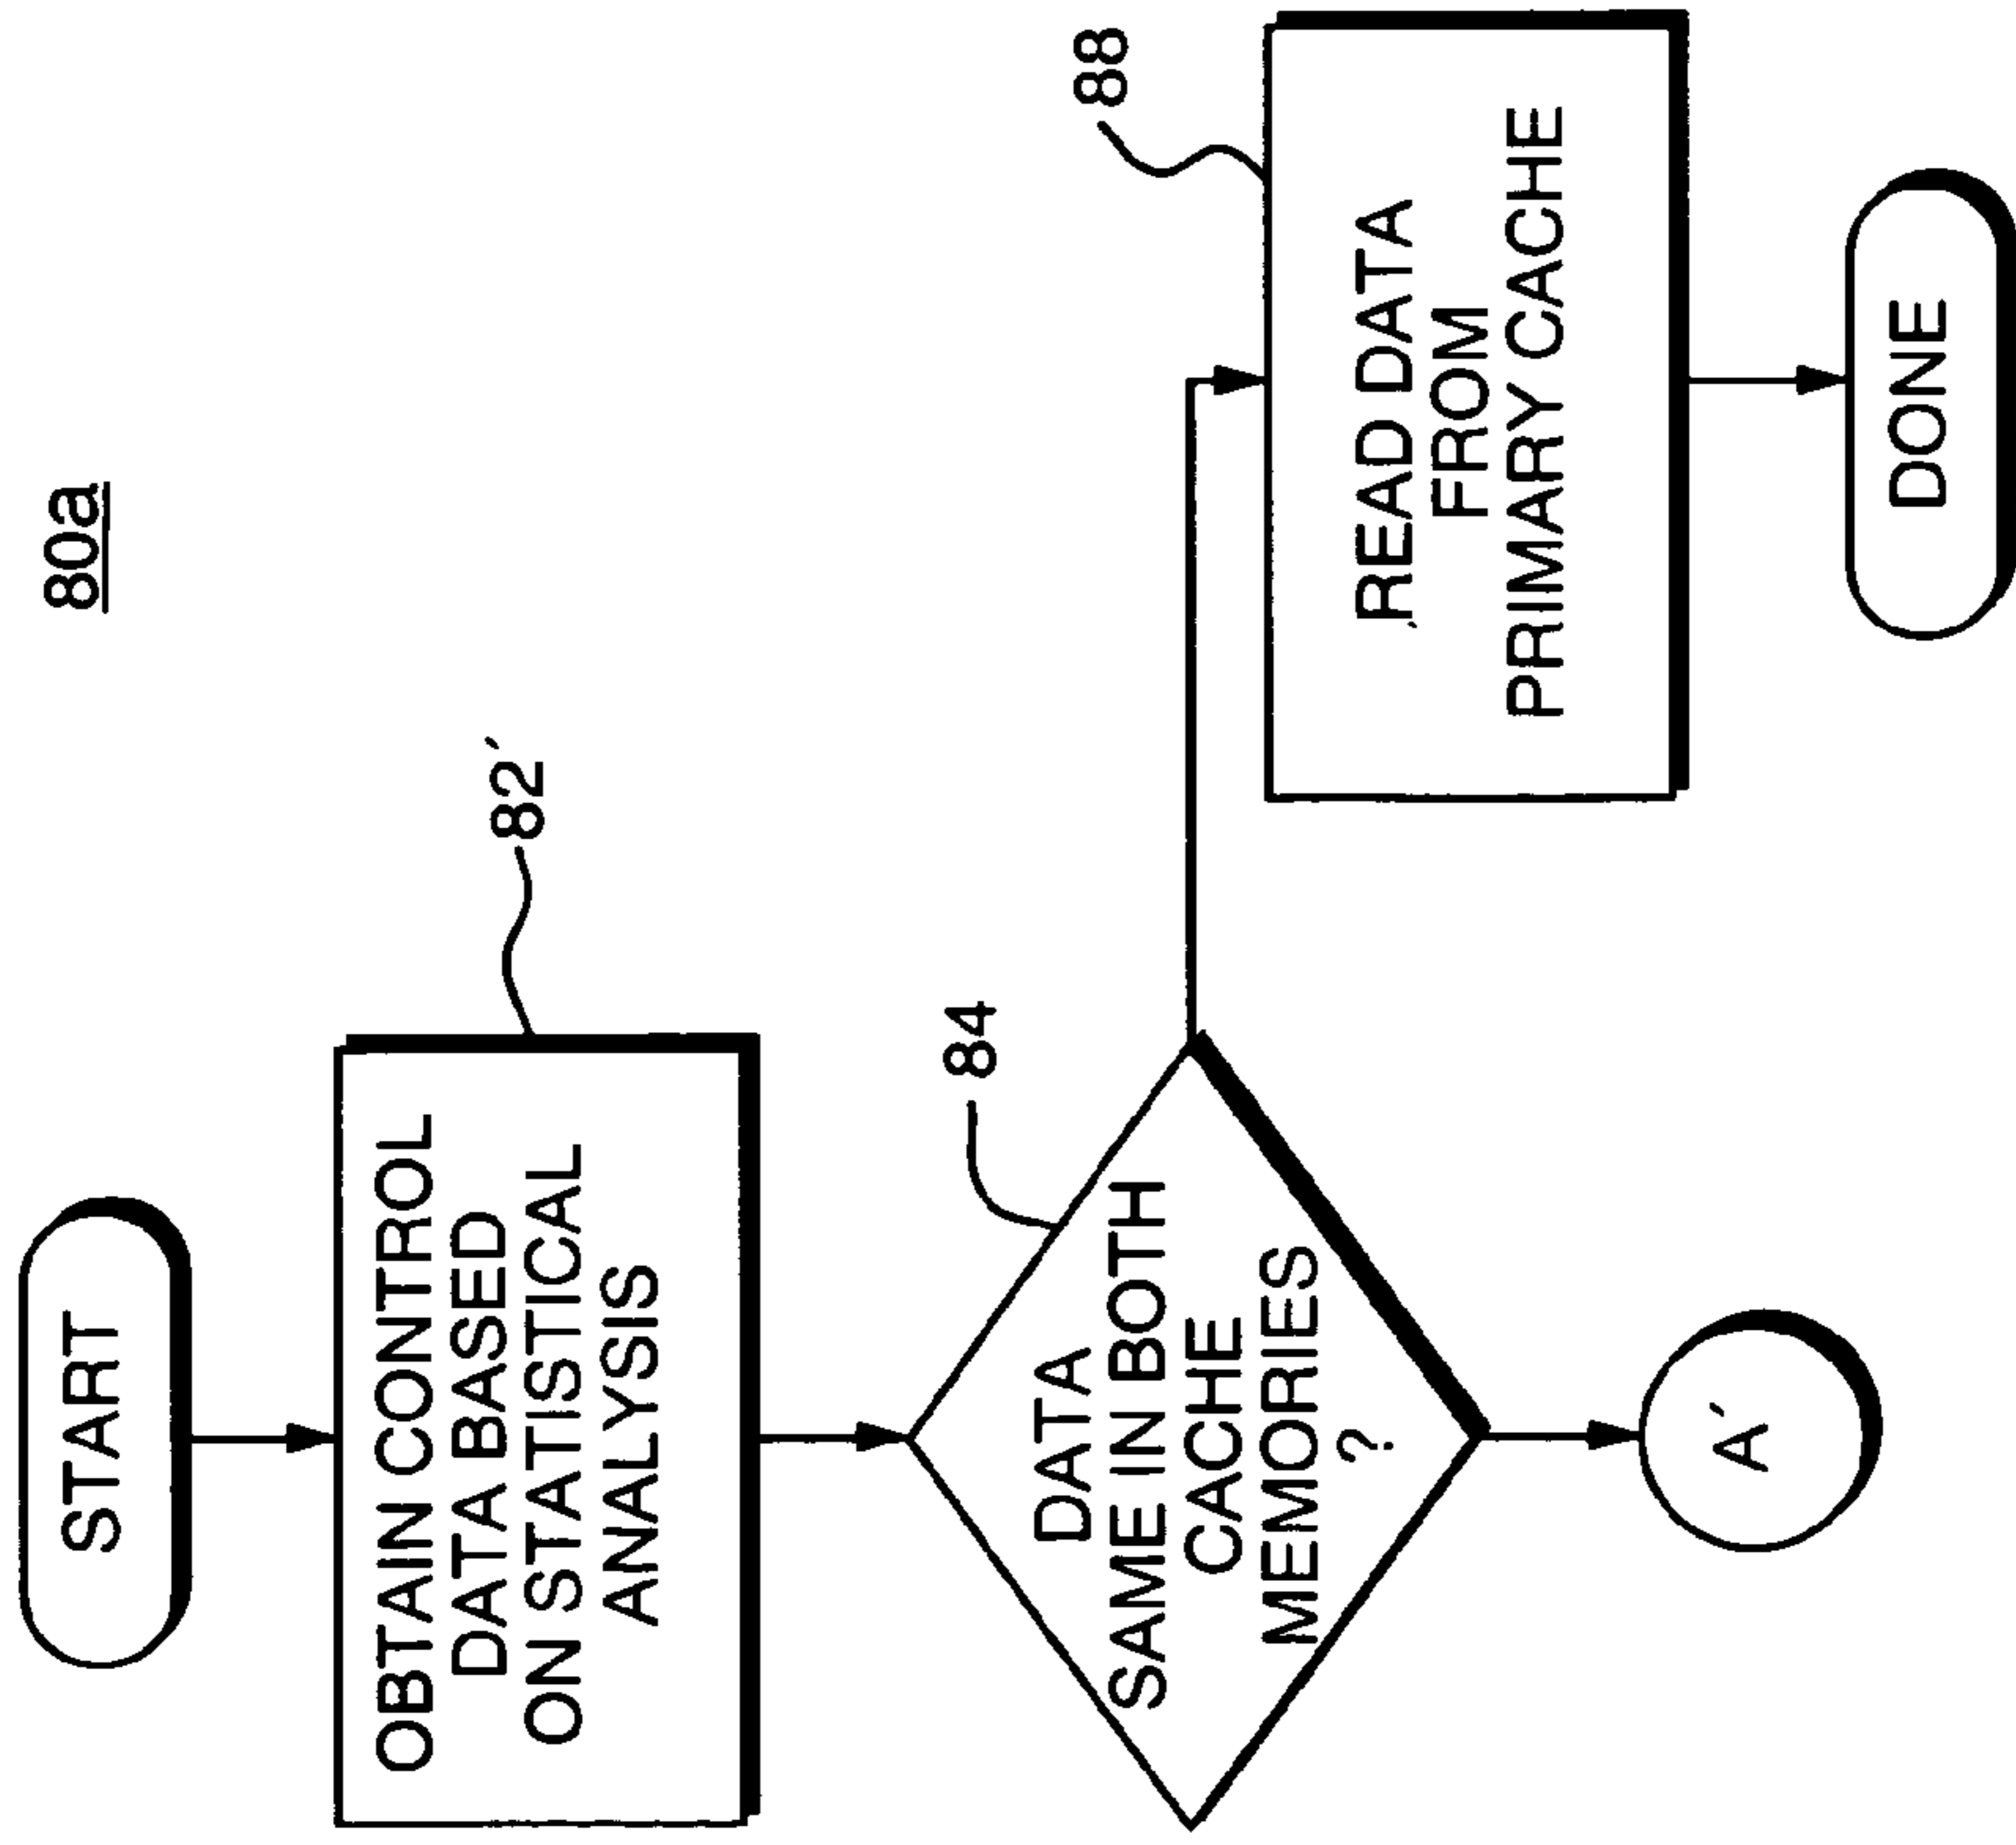 80a
START
OBTAIN CONTROL
DATA BASED
ON STATISTICAL
ANALYSIS
82´
DATA
SAME IN BOTH
CACHE
MEMORIES
?
84
A´
READ DATA
FROM
PRIMARY CACHE
88
DONE